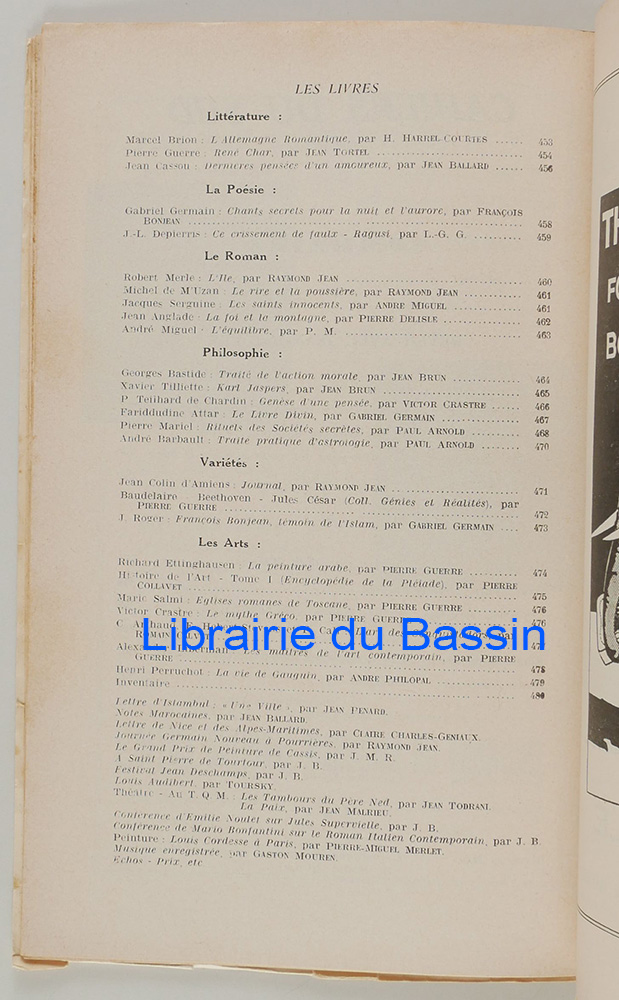 LES LIVRES
Littérature :
Marcel Brion : L'Allemagne Romantique, par H. HARREL-COURTES ...... 453
Pierre Guerre : René Char, par JEAN TORTEL ...... 454
Jean Cassou : Dernières pensées d'un amoureux, par JEAN BALLARD ...... 456
La Poésie :
Gabriel Germain : Chants secrets pour la nuit et l'aurore, par FRANÇOIS
BONJEAN ...... 458
J.-L. Depierris : Ce crissement de faulx - Ragusi, par L.-G. G. ...... 459
Le Roman :
Robert Merle : L'Ile, par RAYMOND JEAN ...... 460
Michel de M'Uzan : Le rire et la poussière, par RAYMOND JEAN ...... 461
Jacques Serguine : Les saints innocents, par ANDRE MIGUEL ...... 461
Jean Anglade : La foi et la montagne, par PIERRE DELISLE ...... 462
André Miguel : L'équilibre, par P. M. ...... 463
Philosophie :
Georges Bastide : Traité de l'action morale, par JEAN BRUN ...... 464
Xavier Tilliette : Karl Jaspers, par JEAN BRUN ...... 465
P. Teilhard de Chardin : Genèse d'une pensée, par VICTOR CRASTRE ...... 466
Fariddudine Attar : Le Livre Divin, par GABRIEL GERMAIN ...... 467
Pierre Mariel : Rituels des Sociétés secrètes, par PAUL ARNOLD ...... 468
André Barbault : Traité pratique d'astrologie, par PAUL ARNOLD ...... 470
Variétés :
Jean Colin d'Amiens : Journal, par RAYMOND JEAN ...... 471
Baudelaire - Beethoven - Jules César (Coll. Génies et Réalités), par
PIERRE GUERRE ...... 472
J. Roger : François Bonjean, témoin de l'Islam, par GABRIEL GERMAIN .... 473
Les Arts :
Richard Ettinghausen : La peinture arabe, par PIERRE GUERRE ...... 474
Histoire de l'Art - Tome I (Encyclopédie de la Pléiade), par PIERRE
COLLAVET ...... 475
Mario Salmi : Eglises romanes de Toscane, par PIERRE GUERRE ...... 476
Victor Crastre : Le mythe Gréco, par PIERRE GUERRE ...... 476
Librairie du Bassin
GUERRE ...... 478
Henri Perruchot : La vie de Gauguin, par ANDRE PHILOPAL ...... 479
Inventaire ...... 480
Lettre d'Istambul : « Une Ville », par JEAN PENARD.
Notes Marocaines, par JEAN BALLARD.
Lettre de Nice et des Alpes-Maritimes, par CLAIRE CHARLES-GENIAUX.
Journée Germain Nouveau à Pourrières, par RAYMOND JEAN.
Le Grand Prix de Peinture de Cassis, par J. M. R.
A Saint Pierre de Tourtour, par J. B.
Festival Jean Deschamps, par J. B.
Louis Audibert, par TOURSKY.
Théâtre - Au T. Q. M. : Les Tambours du Père Ned, par JEAN TODRANI.
La Paix, par JEAN MALRIEU.
Conférence d'Emilie Noulet sur Jules Supervielle, par J. B.
Conférence de Mario Bonfantini sur le Roman Italien Contemporain, par J. B.
Peinture : Louis Cordesse à Paris, par PIERRE-MIGUEL MERLET.
Musique enregistrée, par GASTON MOUREN.
Echos - Prix, etc